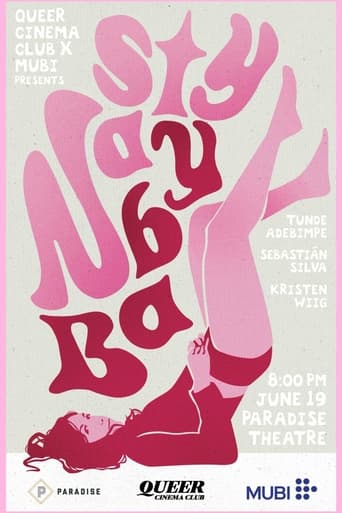 QUEER
CINEMA
CLUB X
MUBI
PRESENTS
Nasty
Baby
TUNDE
ADEBIMPE
SEBASTIÁN
SILVA
KRISTEN
WIIG
8:00 PM
JUNE 19
PARADISE
THEATRE
P PARADISE
QUEER
CINEMA CLUB
MUBI